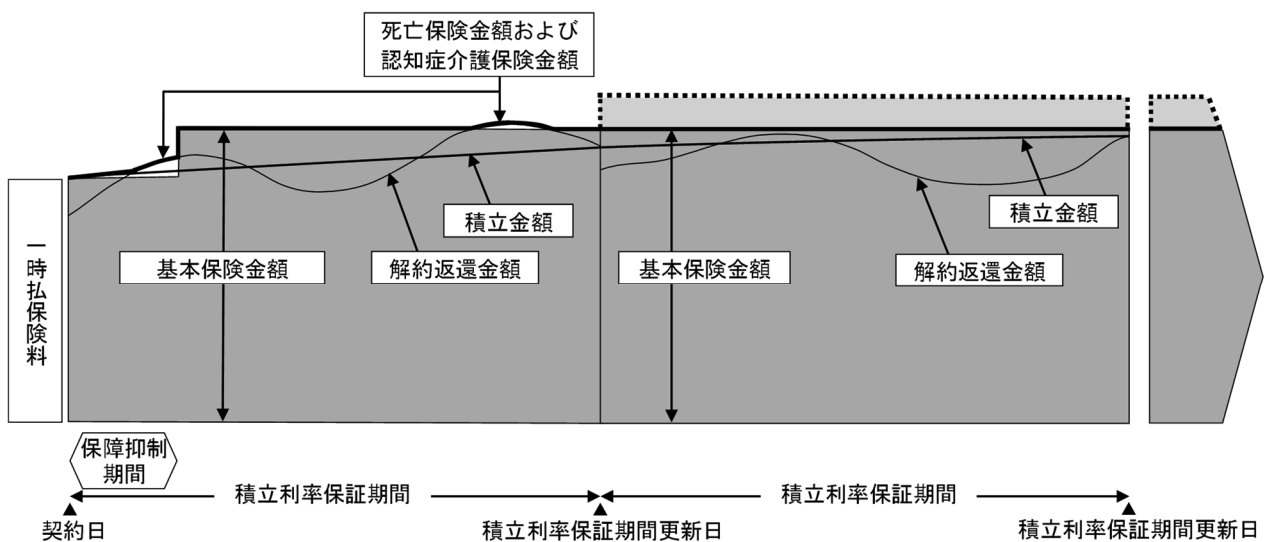 死亡保険金額および
認知症介護保険金額
積立金額
積立金額
基本保険金額
解約返還金額
基本保険金額
解約返還金額
一時払保険料
保障抑制
期間
積立利率保証期間
積立利率保証期間
契約日
積立利率保証期間更新日
積立利率保証期間更新日